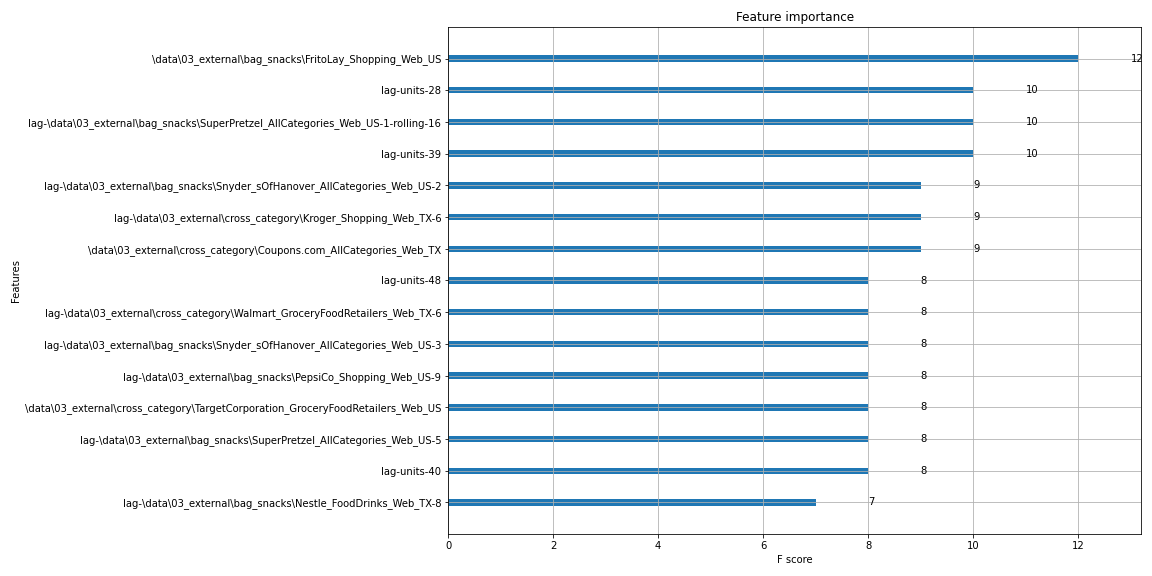 Feature importance
\data\03_external\bag_snacks\FritoLay_Shopping_Web_US 12
lag-units-28 10
lag-\data\03_external\bag_snacks\SuperPretzel_AllCategories_Web_US-1-rolling-16 10
lag-units-39 10
lag-\data\03_external\bag_snacks\Snyder_sOfHanover_AllCategories_Web_US-2 9
lag-\data\03_external\cross_category\Kroger_Shopping_Web_TX-6 9
\data\03_external\cross_category\Coupons.com_AllCategories_Web_TX 9
Features
lag-units-48 8
lag-\data\03_external\cross_category\Walmart_GroceryFoodRetailers_Web_TX-6 8
lag-\data\03_external\bag_snacks\Snyder_sOfHanover_AllCategories_Web_US-3 8
lag-\data\03_external\bag_snacks\PepsiCo_Shopping_Web_US-9 8
\data\03_external\cross_category\TargetCorporation_GroceryFoodRetailers_Web_US 8
lag-\data\03_external\bag_snacks\SuperPretzel_AllCategories_Web_US-5 8
lag-units-40 8
lag-\data\03_external\bag_snacks\Nestle_FoodDrinks_Web_TX-8 7
0 2 4 6 8 10 12
F score